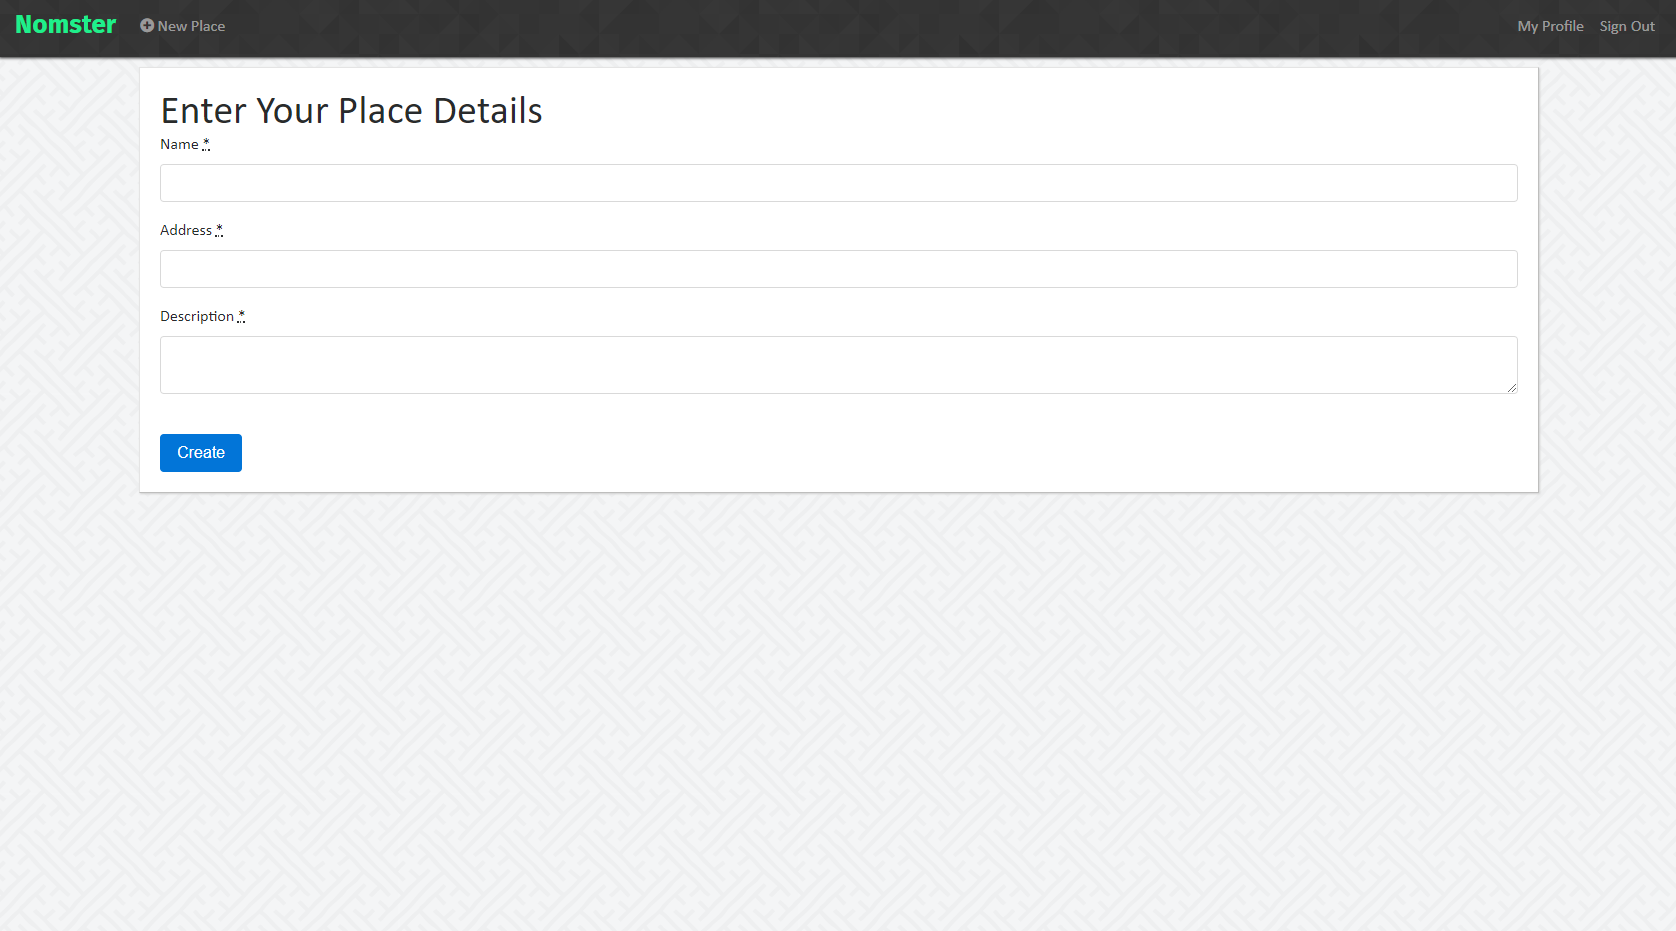 Nomster New Place My Profile Sign Out
Enter Your Place Details
Name *
Address *
Description *
Create